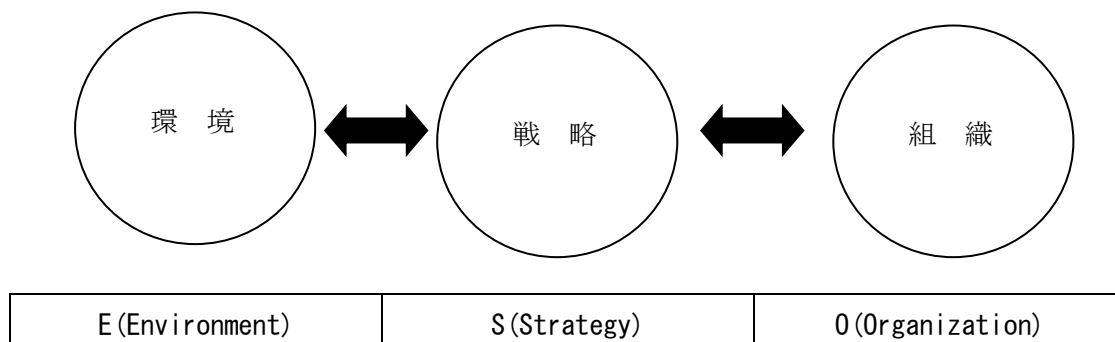 環　境
戦　略
組　織
E(Environment)
S(Strategy)
O(Organization)